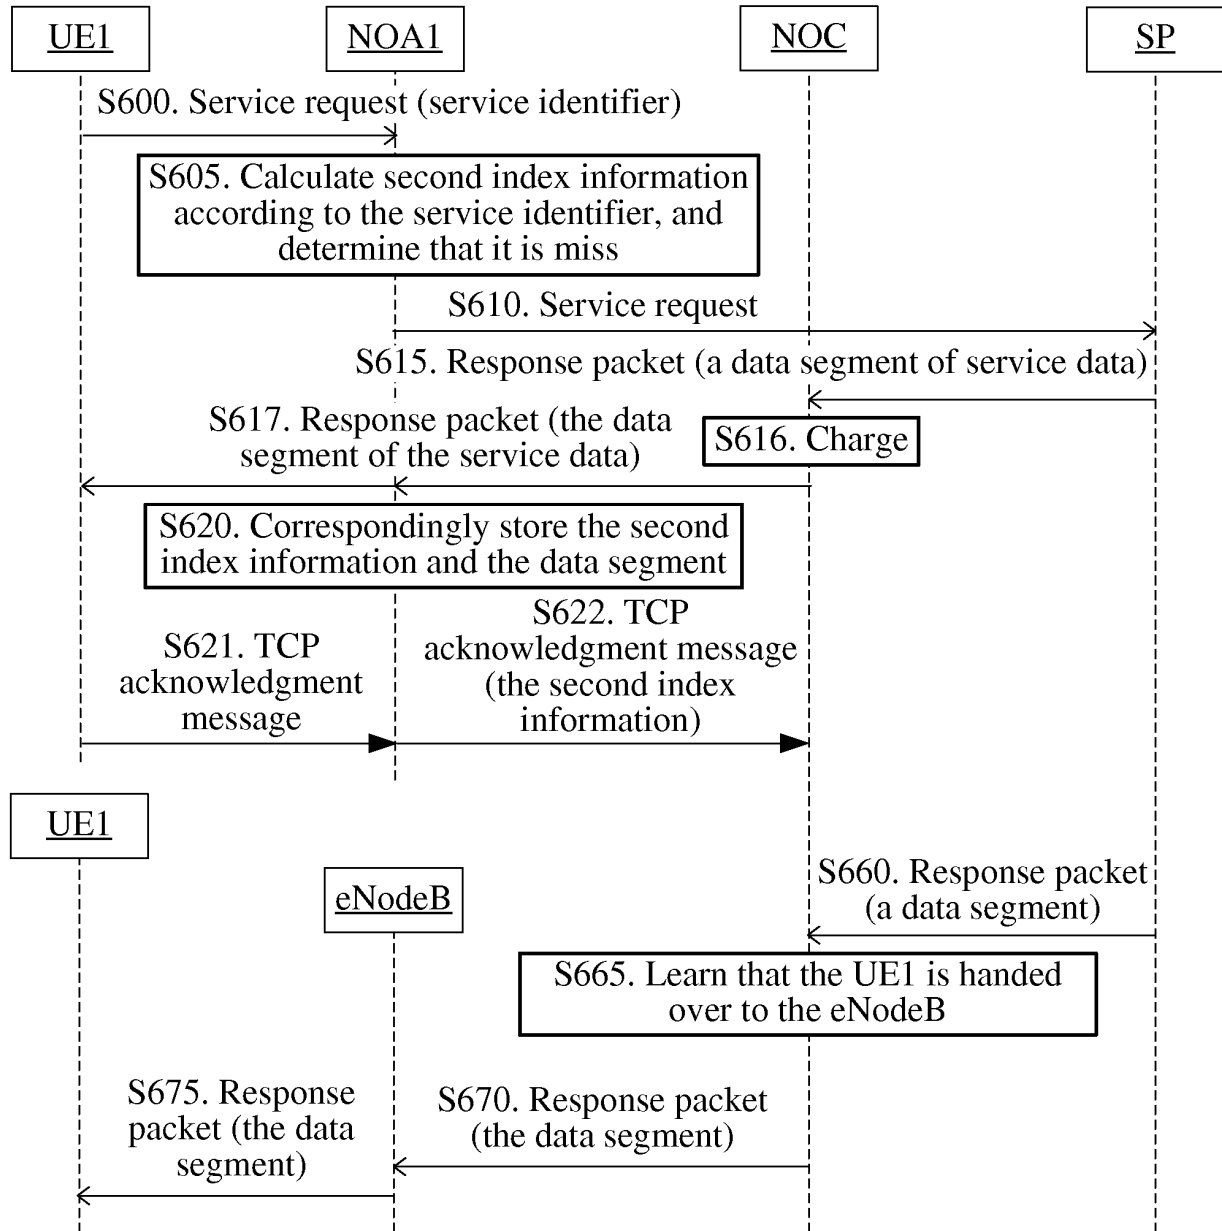 UE1
NOA1
NOC
SP
S600. Service request (service identifier)
S605. Calculate second index information
according to the service identifier, and
determine that it is miss
S610. Service request
S615. Response packet (a data segment of service data)
S616. Charge
S617. Response packet (the data
segment of the service data)
S620. Correspondingly store the second
index information and the data segment
S621. TCP
acknowledgment
message
S622. TCP
acknowledgment message
(the second index
information)
UE1
eNodeB
S660. Response packet
(a data segment)
S665. Learn that the UE1 is handed
over to the eNodeB
S670. Response packet
(the data segment)
S675. Response
packet (the data
segment)